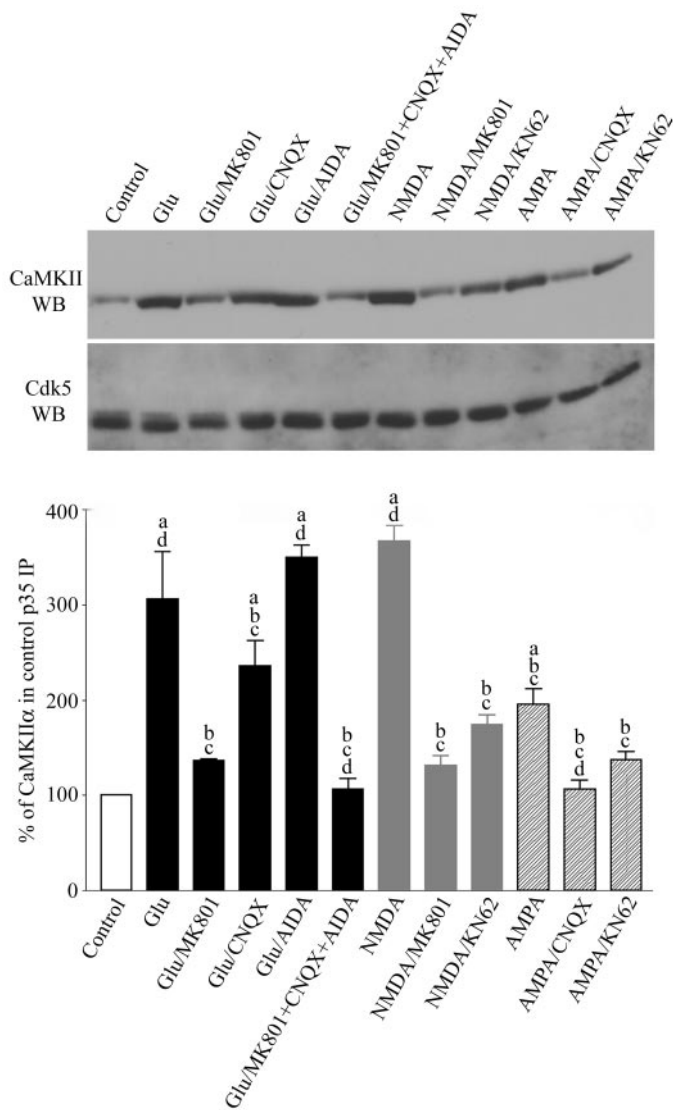 Control
Glu
Glu/MK801
Glu/CNQX
Glu/AIDA
Glu/MK801+CNQX+AIDA
NMDA
NMDA/MK801
NMDA/KN62
AMPA
AMPA/CNQX
AMPA/KN62
CaMKII
WB
Cdk5
WB
% of CaMKIIα in control p35 IP
400
300
200
100
0
a
d
b
c
a
b
c
a
d
b
c
d
a
d
b
c
b
c
a
b
c
b
c
d
b
c
Control
Glu
Glu/MK801
Glu/CNQX
Glu/AIDA
Glu/MK801+CNQX+AIDA
NMDA
NMDA/MK801
NMDA/KN62
AMPA
AMPA/CNQX
AMPA/KN62